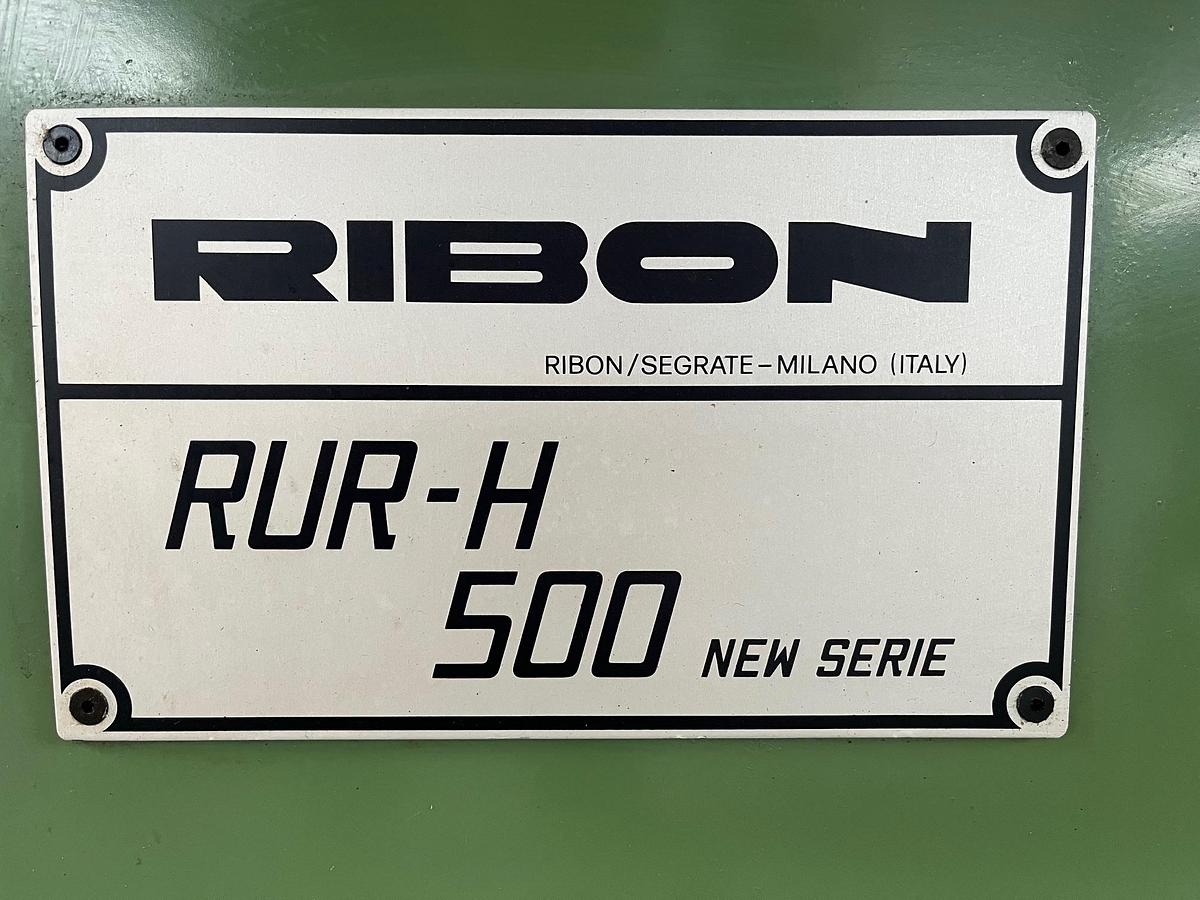 RIBON
RIBON/SEGRATE–MILANO (ITALY)
RUR-H
500 NEW SERIE